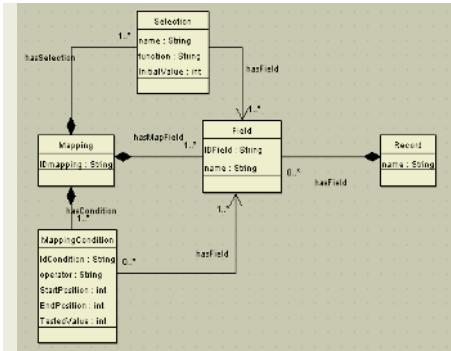 Selection
1..*
name : String
function : String
InitialValue : int
hasSelection
hasField
1..*
Field
IDField : String
name : String
Mapping
IDmapping : String
hasMapField
1..*
Record
name : String
0..*
hasField
hasCondition
1..*
1..*
MappingCondition
IdCondition : String
operator : String
StartPosition : int
EndPosition : int
TestedValue : int
0..*
hasField